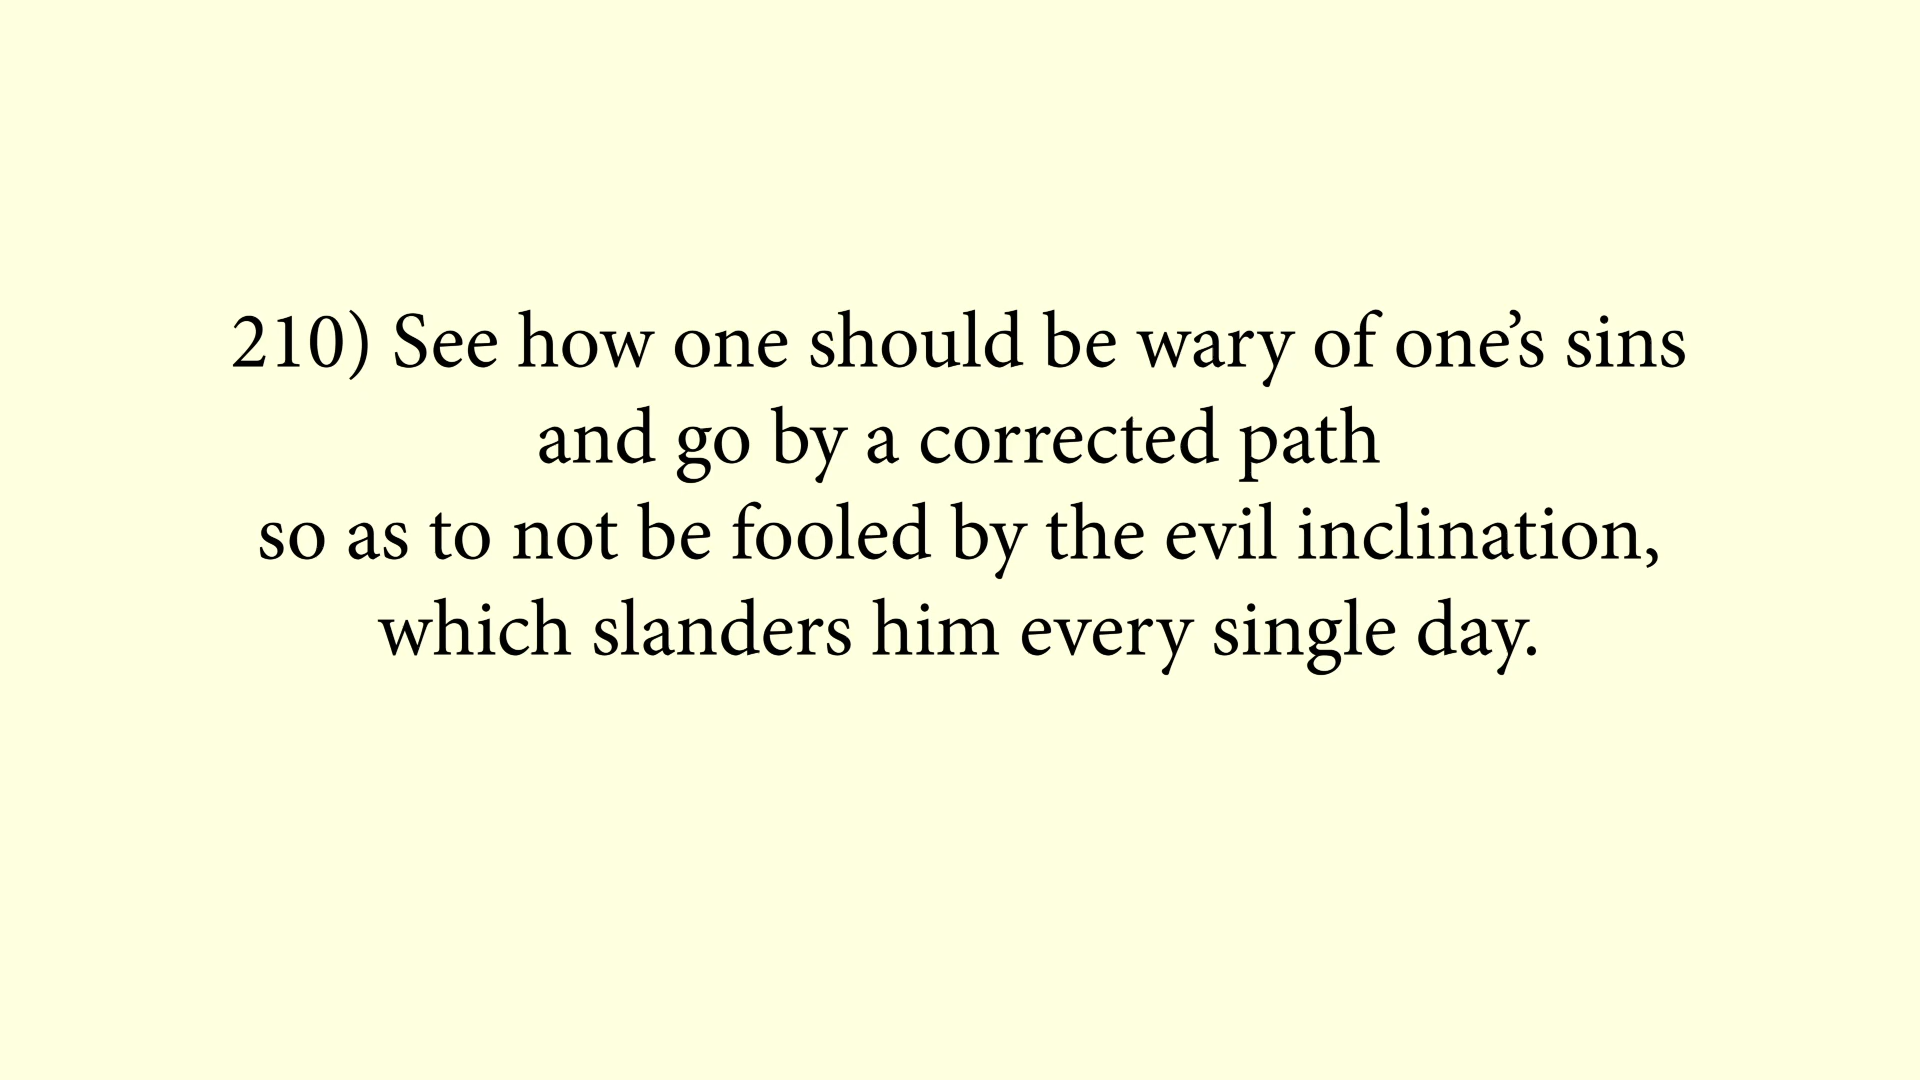 210) See how one should be wary of one’s sins
and go by a corrected path
so as to not be fooled by the evil inclination,
which slanders him every single day.